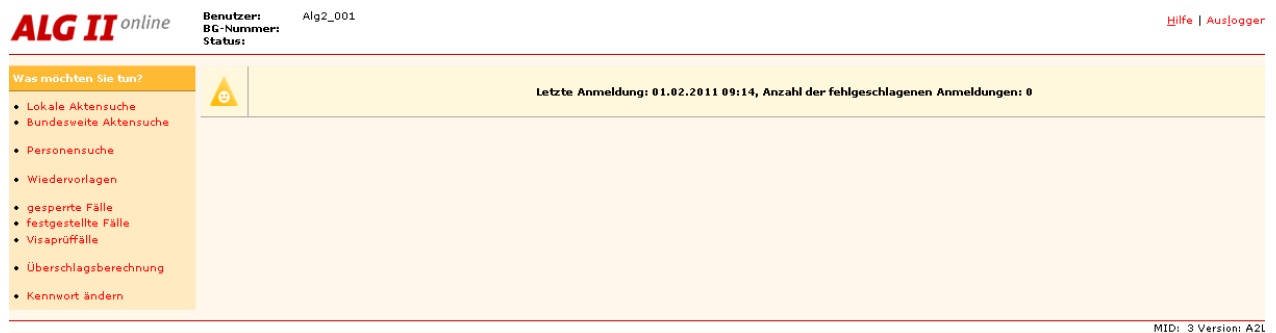 ALG II online
Benutzer: Alg2_001
BG-Nummer:
Status:
Hilfe | Ausloggen
Was möchten Sie tun?
Lokale Aktensuche
Bundesweite Aktensuche
Personensuche
Wiedervorlagen
gesperrte Fälle
festgestellte Fälle
Visaprüffälle
Überschlagsberechnung
Kennwort ändern
Letzte Anmeldung: 01.02.2011 09:14, Anzahl der fehlgeschlagenen Anmeldungen: 0
MID: 3 Version: A2L